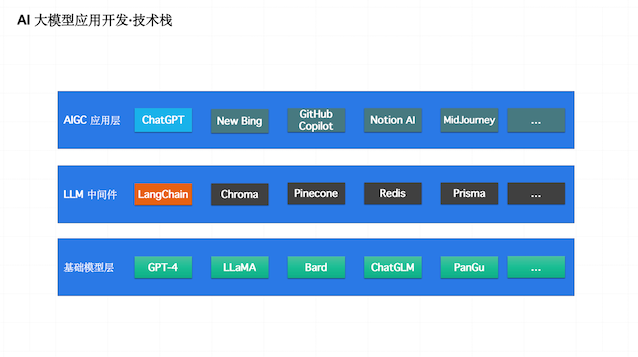 AI 大模型应用开发·技术栈
AIGC 应用层
ChatGPT
New Bing
GitHub
Copilot
Notion AI
MidJourney
...
LLM 中间件
LangChain
Chroma
Pinecone
Redis
Prisma
...
基础模型层
GPT-4
LLaMA
Bard
ChatGLM
PanGu
...